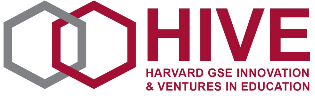 HIVE
HARVARD GSE INNOVATION
& VENTURES IN EDUCATION